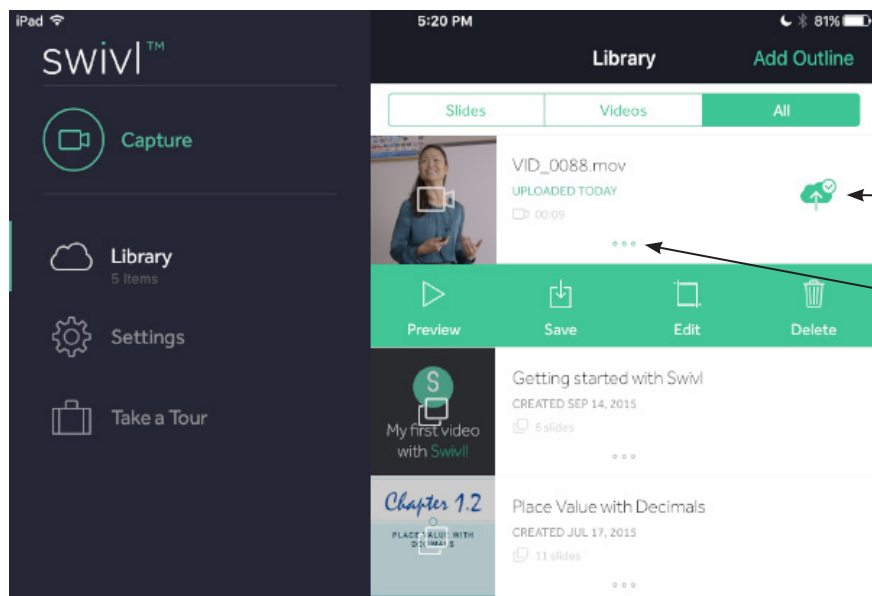 iPad 5:20 PM 81%
swivl™
Library Add Outline
Capture
Library
5 Items
Settings
Take a Tour
Slides Videos All
VID_0088.mov
UPLOADED TODAY
00:09
Preview Save Edit Delete
S
My first video
with Swivl!
Getting started with Swivl
CREATED SEP 14, 2015
6 slides
Chapter 1.2
PLACE VALUE WITH
DECIMALS
Place Value with Decimals
CREATED JUL 17, 2015
11 slides